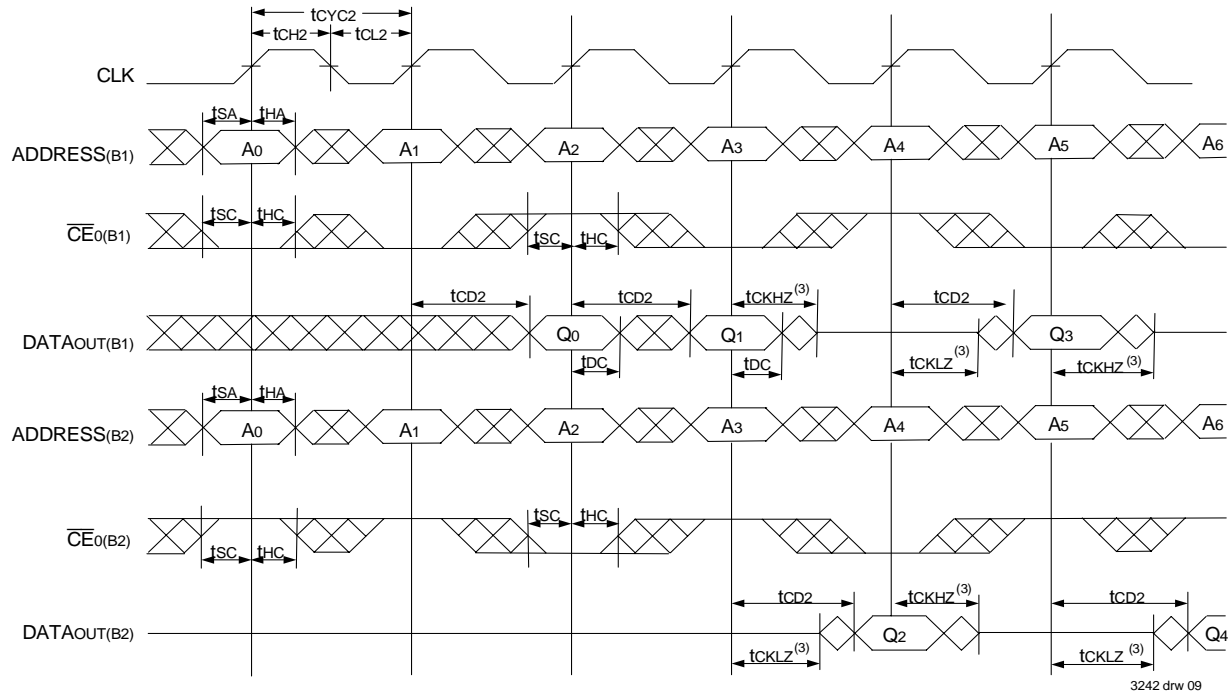 tCYC2
tCH2 tCL2
CLK
tSA tHA
ADDRESS(B1) A0 A1 A2 A3 A4 A5 A6
tSC tHC
CE0(B1)
tSC tHC
tCD2 tCD2 tCKHZ(3) tCD2
DATAOUT(B1) Q0 Q1 Q3
tDC tDC tCKLZ(3) tCKHZ(3)
tSA tHA
ADDRESS(B2) A0 A1 A2 A3 A4 A5 A6
tSC tHC
CE0(B2)
tSC tHC
tCD2 tCKHZ(3) tCD2
DATAOUT(B2) Q2 Q4
tCKLZ(3) tCKLZ(3)
3242 drw 09